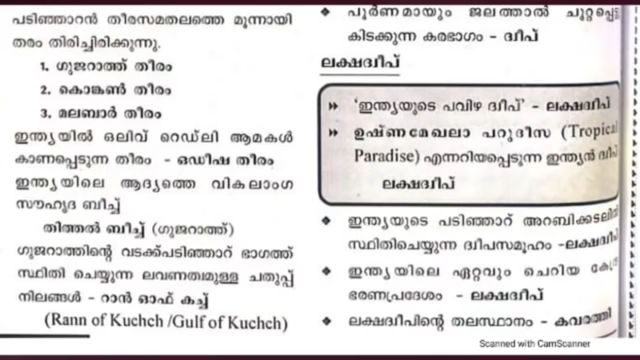 പടിഞ്ഞാറൻ തീരസമതലത്തെ മൂന്നായി
തരം തിരിച്ചിരിക്കുന്നു.
1. ഗുജറാത്ത് തീരം
2. കൊങ്കൺ തീരം
3. മലബാർ തീരം
ഇന്ത്യയിൽ ഒലിവ് റെഡ്ലി ആമകൾ
കാണപ്പെടുന്ന തീരം - ഒഡീഷ തീരം
ഇന്ത്യയിലെ ആദ്യത്തെ വികലാംഗ
സൗഹൃദ ബീച്ച്
തിത്തൽ ബീച്ച് (ഗുജറാത്ത്)
ഗുജറാത്തിന്റെ വടക്ക്പടിഞ്ഞാറ് ഭാഗത്ത്
സ്ഥിതി ചെയ്യുന്ന ലവണത്വമുള്ള ചതുപ്പ്
നിലങ്ങൾ - റാൻ ഓഫ് കച്ച്
(Rann of Kuchch /Gulf of Kuchch)
❖ പൂർണമായും ജലത്താൽ ചുറ്റപ്പെട്ട
കിടക്കുന്ന കരഭാഗം - ദ്വീപ്
ലക്ഷദ്വീപ്
'ഇന്ത്യയുടെ പവിഴ ദ്വീപ്' - ലക്ഷദ്വീപ്
ഉഷ്ണമേഖലാ പറുദീസ (Tropical
Paradise) എന്നറിയപ്പെടുന്ന ഇന്ത്യൻ ദ്വീപ്
ലക്ഷദ്വീപ്
❖ ഇന്ത്യയുടെ പടിഞ്ഞാറ് അറബിക്കടലിൽ
സ്ഥിതിചെയ്യുന്ന ദ്വീപസമൂഹം -ലക്ഷദ്വീപ്
❖ ഇന്ത്യയിലെ ഏറ്റവും ചെറിയ
ഭരണപ്രദേശം - ലക്ഷദ്വീപ്
❖ ലക്ഷദ്വീപിന്റെ തലസ്ഥാനം - കവരത്തി
Scanned with CamScanner